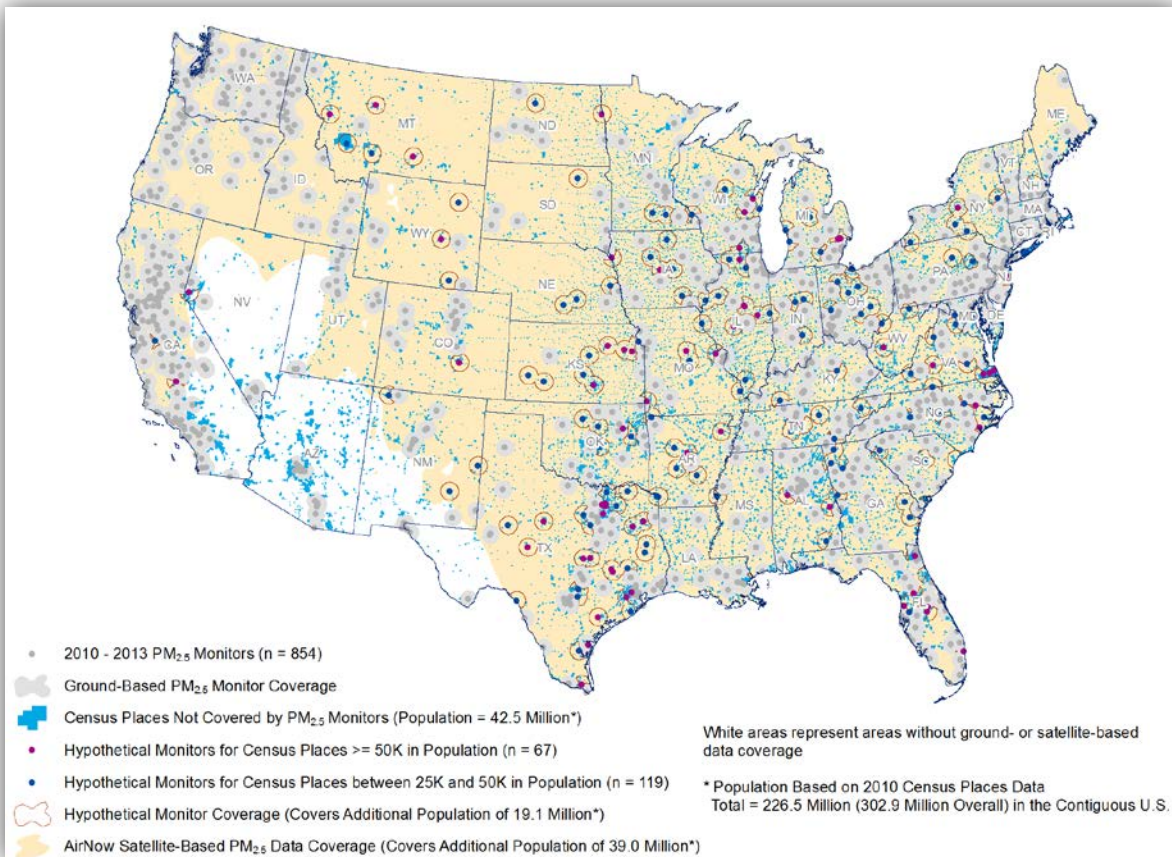 WA
MT
ND
MN
ME
OR
ID
SD
WI
MI
VT
NH
NY
MA
CT
RI
WY
IA
PA
NJ
NE
NV
UT
CO
IL
IN
OH
MD
DE
WV
VA
CA
KS
MO
KY
NC
TN
OK
AR
SC
AZ
NM
MS
AL
GA
TX
LA
FL
2010 - 2013 PM2.5 Monitors (n = 854)
Ground-Based PM2.5 Monitor Coverage
Census Places Not Covered by PM2.5 Monitors (Population = 42.5 Million*)
Hypothetical Monitors for Census Places >= 50K in Population (n = 67)
Hypothetical Monitors for Census Places between 25K and 50K in Population (n = 119)
Hypothetical Monitor Coverage (Covers Additional Population of 19.1 Million*)
AirNow Satellite-Based PM2.5 Data Coverage (Covers Additional Population of 39.0 Million*)
White areas represent areas without ground- or satellite-based
data coverage
* Population Based on 2010 Census Places Data
Total = 226.5 Million (302.9 Million Overall) in the Contiguous U.S.